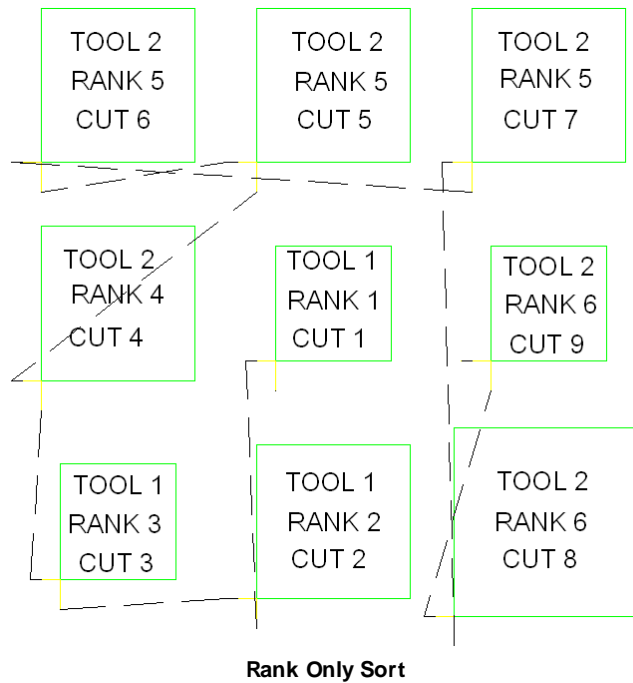 TOOL 2
RANK 5
CUT 6
TOOL 2
RANK 5
CUT 5
TOOL 2
RANK 5
CUT 7
TOOL 2
RANK 4
CUT 4
TOOL 1
RANK 1
CUT 1
TOOL 2
RANK 6
CUT 9
TOOL 1
RANK 3
CUT 3
TOOL 1
RANK 2
CUT 2
TOOL 2
RANK 6
CUT 8
Rank Only Sort